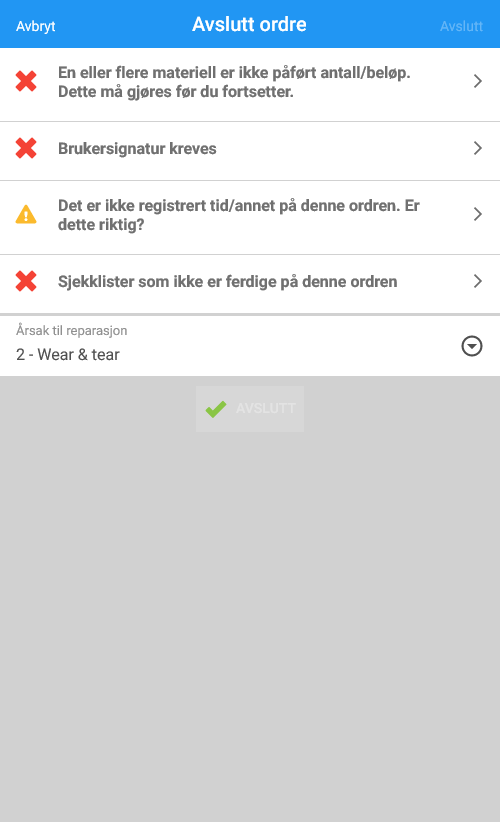 Avbryt
Avslutt ordre
Avslutt
En eller flere materiell er ikke påført antall/beløp.
Dette må gjøres før du fortsetter.
Brukersignatur kreves
Det er ikke registrert tid/annet på denne ordren. Er
dette riktig?
Sjekklister som ikke er ferdige på denne ordren
Årsak til reparasjon
2 - Wear & tear
AVSLUTT